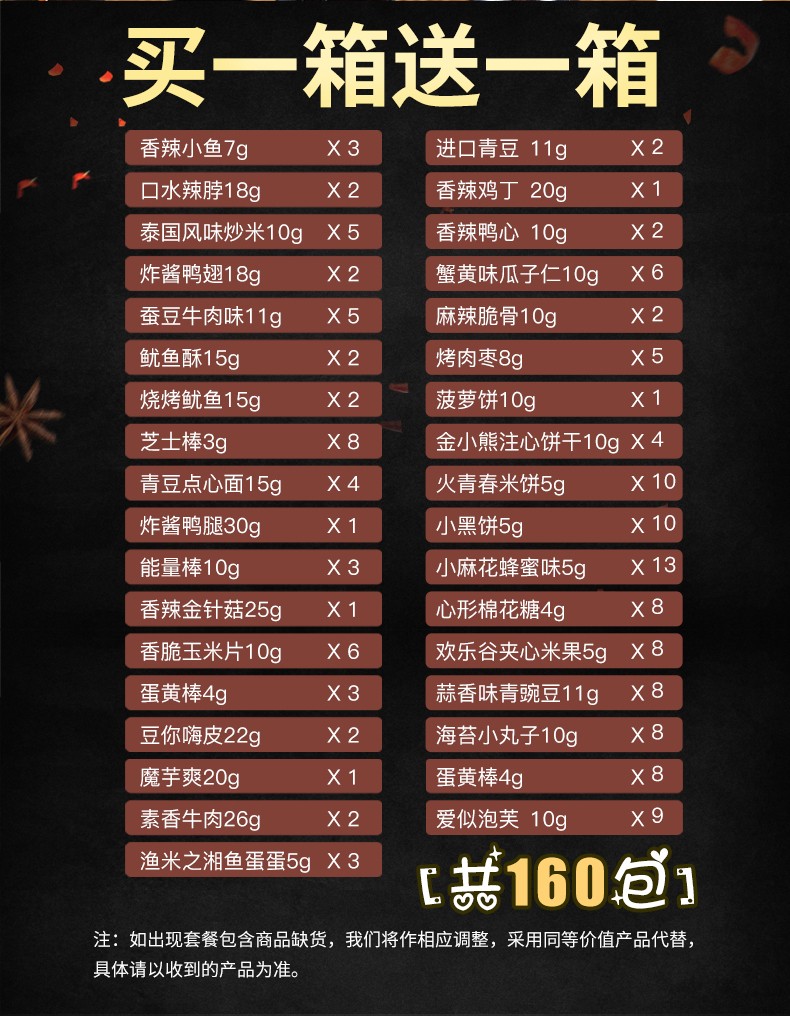 买一箱送一箱
香辣小鱼7g X 3
口水辣脖18g X 2
泰国风味炒米10g X 5
炸酱鸭翅18g X 2
蚕豆牛肉味11g X 5
鱿鱼酥15g X 2
烧烤鱿鱼15g X 2
芝士棒3g X 8
青豆点心面15g X 4
炸酱鸭腿30g X 1
能量棒10g X 3
香辣金针菇25g X 1
香脆玉米片10g X 6
蛋黄棒4g X 3
豆你嗨皮22g X 2
魔芋爽20g X 1
素香牛肉26g X 2
渔米之湘鱼蛋蛋5g X 3
进口青豆 11g X 2
香辣鸡丁 20g X 1
香辣鸭心 10g X 2
蟹黄味瓜子仁10g X 6
麻辣脆骨10g X 2
烤肉枣8g X 5
菠萝饼10g X 1
金小熊注心饼干10g X 4
火青春米饼5g X 10
小黑饼5g X 10
小麻花蜂蜜味5g X 13
心形棉花糖4g X 8
欢乐谷夹心米果5g X 8
蒜香味青豌豆11g X 8
海苔小丸子10g X 8
蛋黄棒4g X 8
爱似泡芙 10g X 9
[共160包]
注：如出现套餐包含商品缺货，我们将作相应调整，采用同等价值产品代替，
具体请以收到的产品为准。